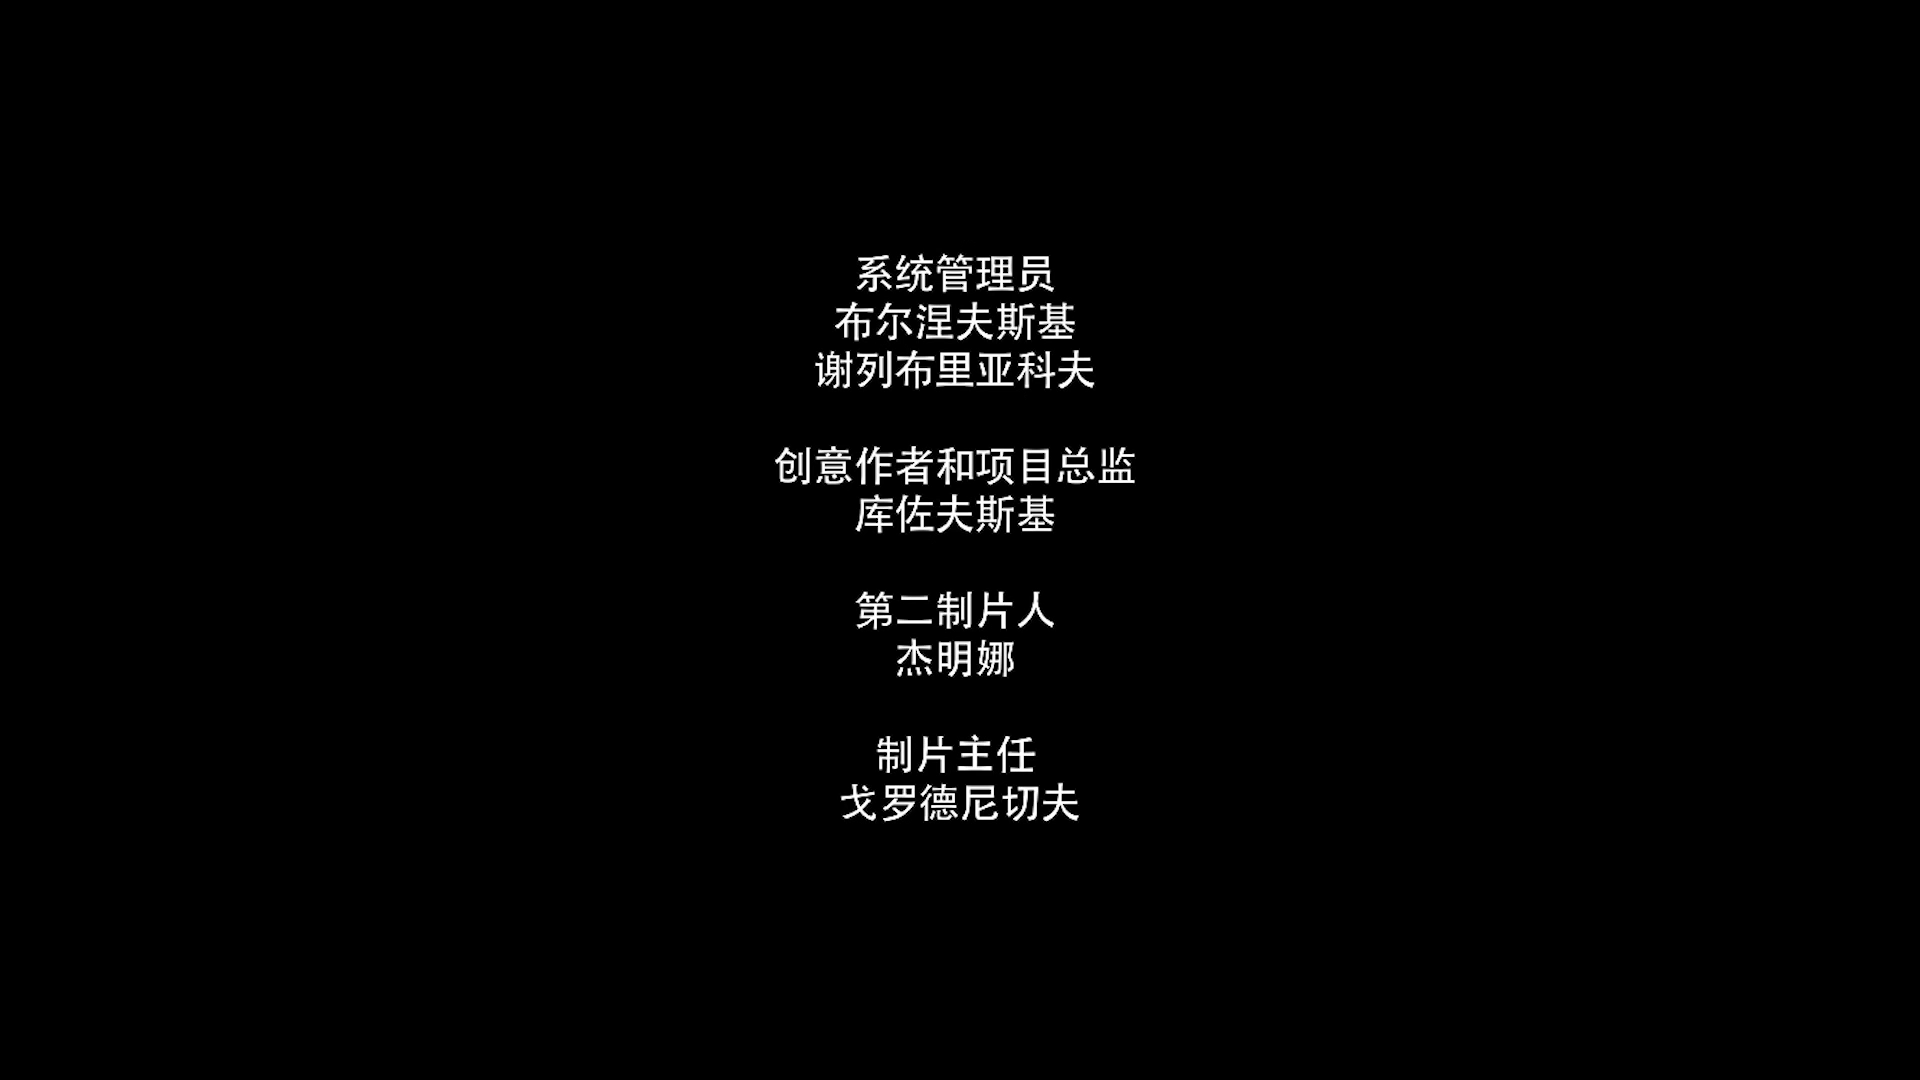 系统管理员
布尔涅夫斯基
谢列布里亚科夫
创意作者和项目总监
库佐夫斯基
第二制片人
杰明娜
制片主任
戈罗德尼切夫